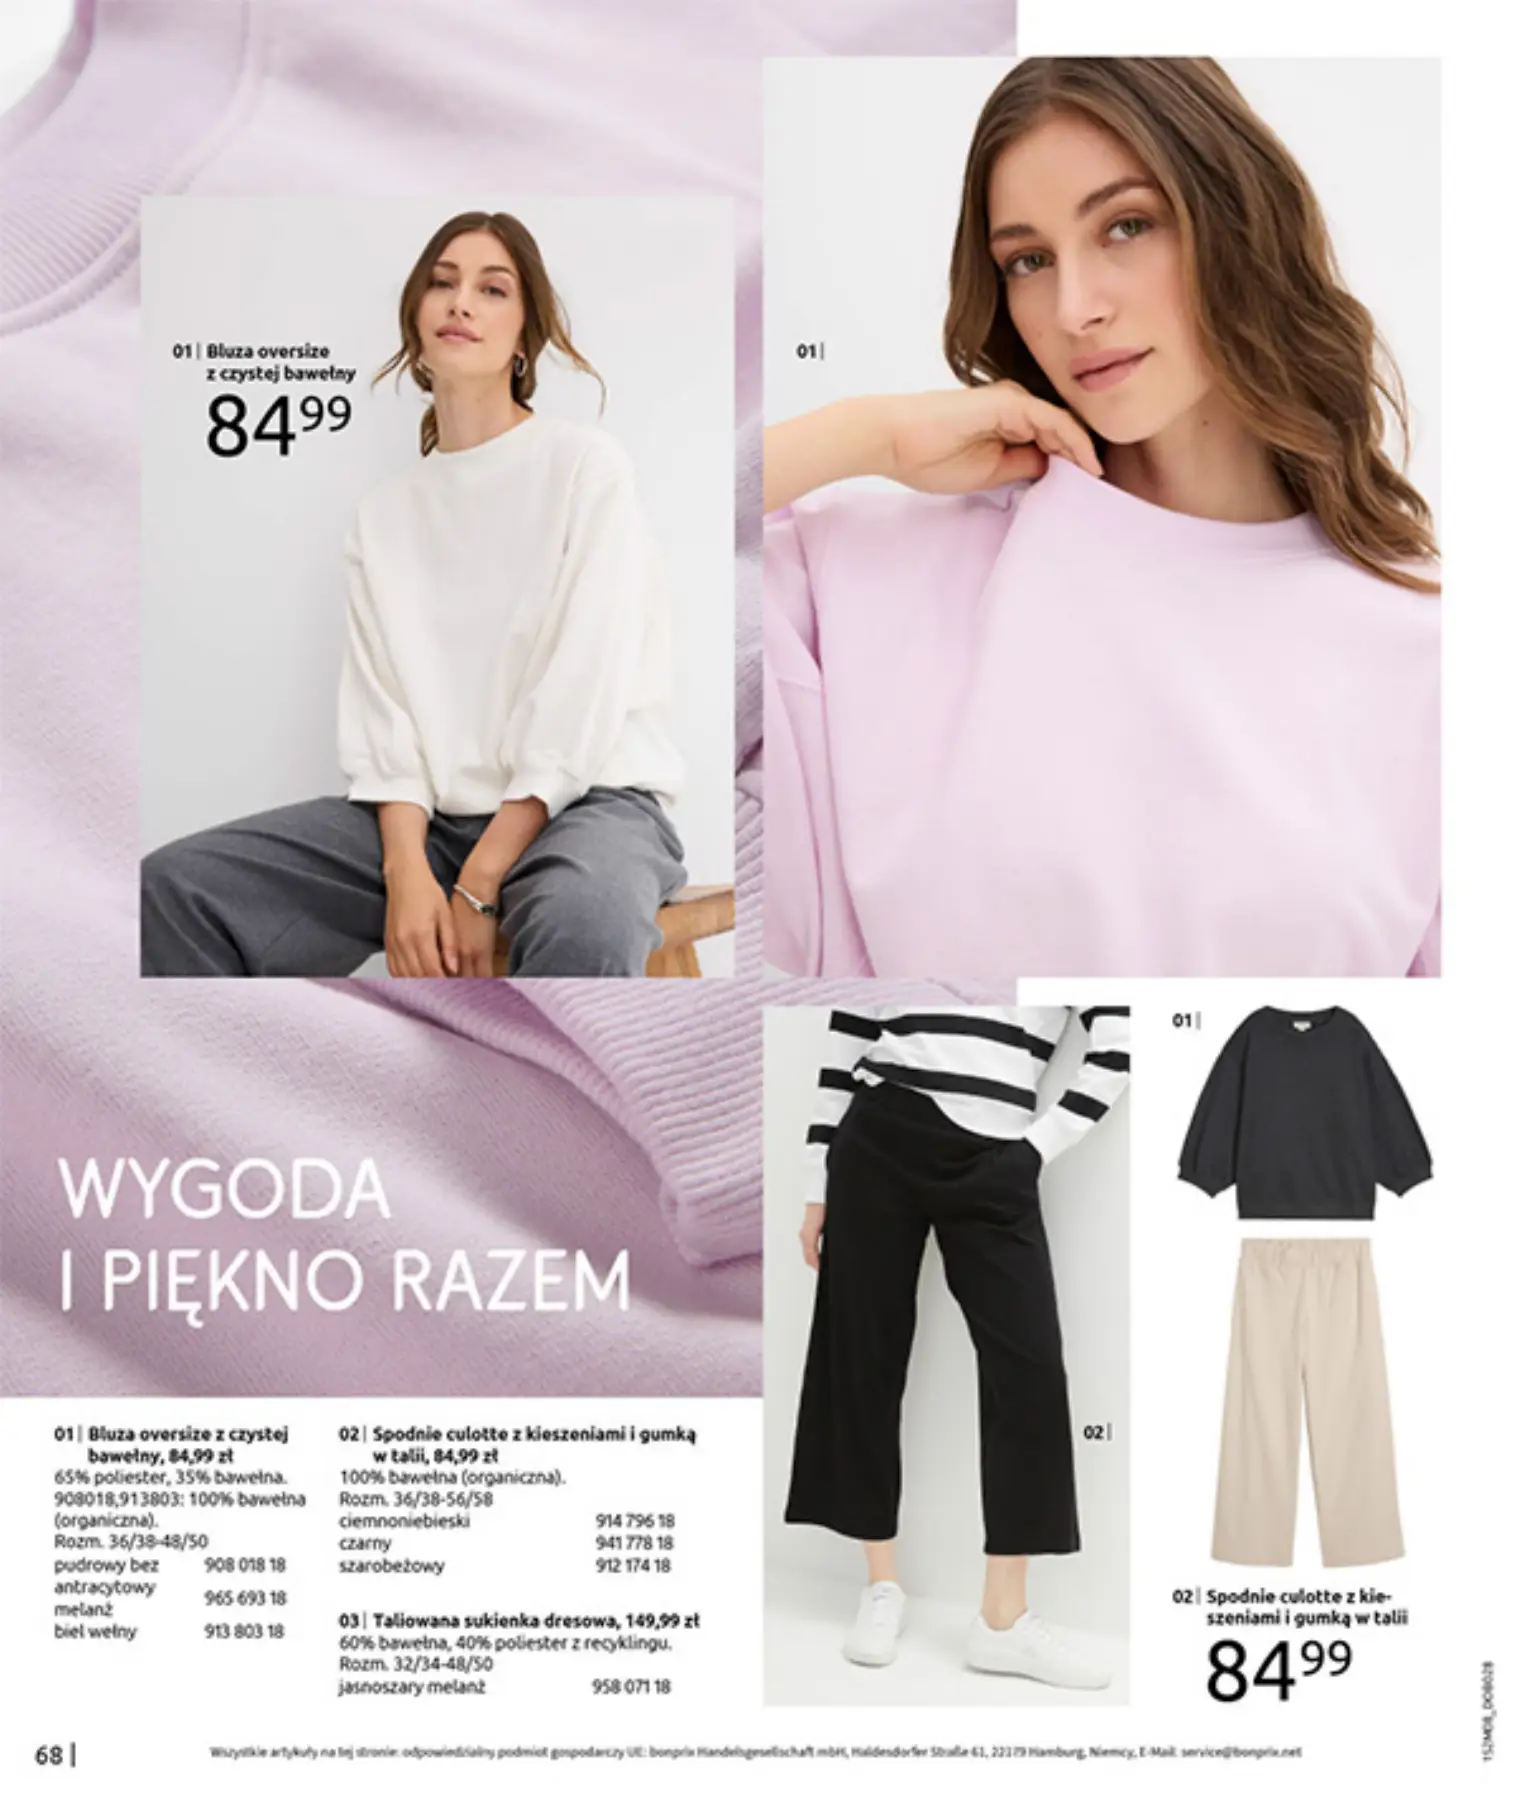 01| Bluza oversize
z czystej bawełny
84⁹⁹
01|
WYGODA
I PIĘKNO RAZEM
01|
02|
02| Spodnie culotte z kie-
szeniami i gumką w talii
84⁹⁹
01| Bluza oversize z czystej
bawełny, 84,99 zł
65% poliester, 35% bawełna.
908018,913803: 100% bawełna
(organiczna).
Rozm. 36/38-48/50
pudrowy bez 908 018 18
antracytowy
melanż 965 693 18
biel wełny 913 803 18
02| Spodnie culotte z kieszeniami i gumką
w talii, 84,99 zł
100% bawełna (organiczna).
Rozm. 36/38-56/58
ciemnoniebieski 914 796 18
czarny 941 778 18
szarobeżowy 912 174 18
03| Taliowana sukienka dresowa, 149,99 zł
60% bawełna, 40% poliester z recyklingu.
Rozm. 32/34-48/50
jasnoszary melanż 958 071 18
152M08_DOB028
68|
Wszystkie artykuły na tej stronie: odpowiedzialny podmiot gospodarczy UE: bonprix Handelsgesellschaft mbH, Haldesdorfer Straße 61, 22179 Hamburg, Niemcy, E-Mail: service@bonprix.net